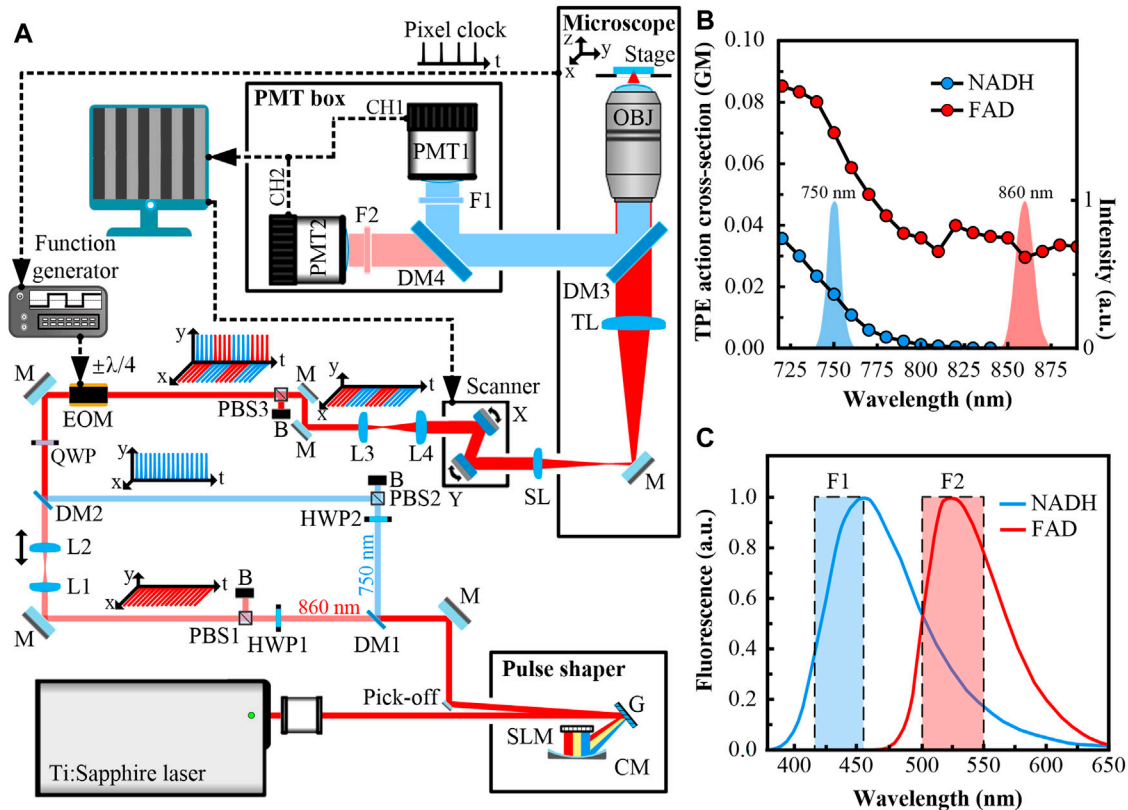 A
Pixel clock
t
Microscope
z
y
x
Stage
OBJ
PMT box
CH1
PMT1
CH2
F1
F2
PMT2
DM4
DM3
TL
Function
generator
±λ/4
M
EOM
y
t
x
PBS3
B
M
M
y
t
x
L3
L4
Scanner
X
Y
SL
M
QWP
y
t
x
DM2
B
PBS2
HWP2
750 nm
L2
L1
y
t
x
B
M
PBS1
HWP1
860 nm
DM1
M
Pulse shaper
Pick-off
G
SLM
CM
Ti:Sapphire laser
B
TPE action cross-section (GM)
0.10
0.08
0.06
0.04
0.02
0.00
NADH
FAD
750 nm
860 nm
1
0
Intensity (a.u.)
725 750 775 800 825 850 875
Wavelength (nm)
C
Fluorescence (a.u.)
1.0
0.8
0.6
0.4
0.2
0.0
F1
F2
NADH
FAD
400 450 500 550 600 650
Wavelength (nm)